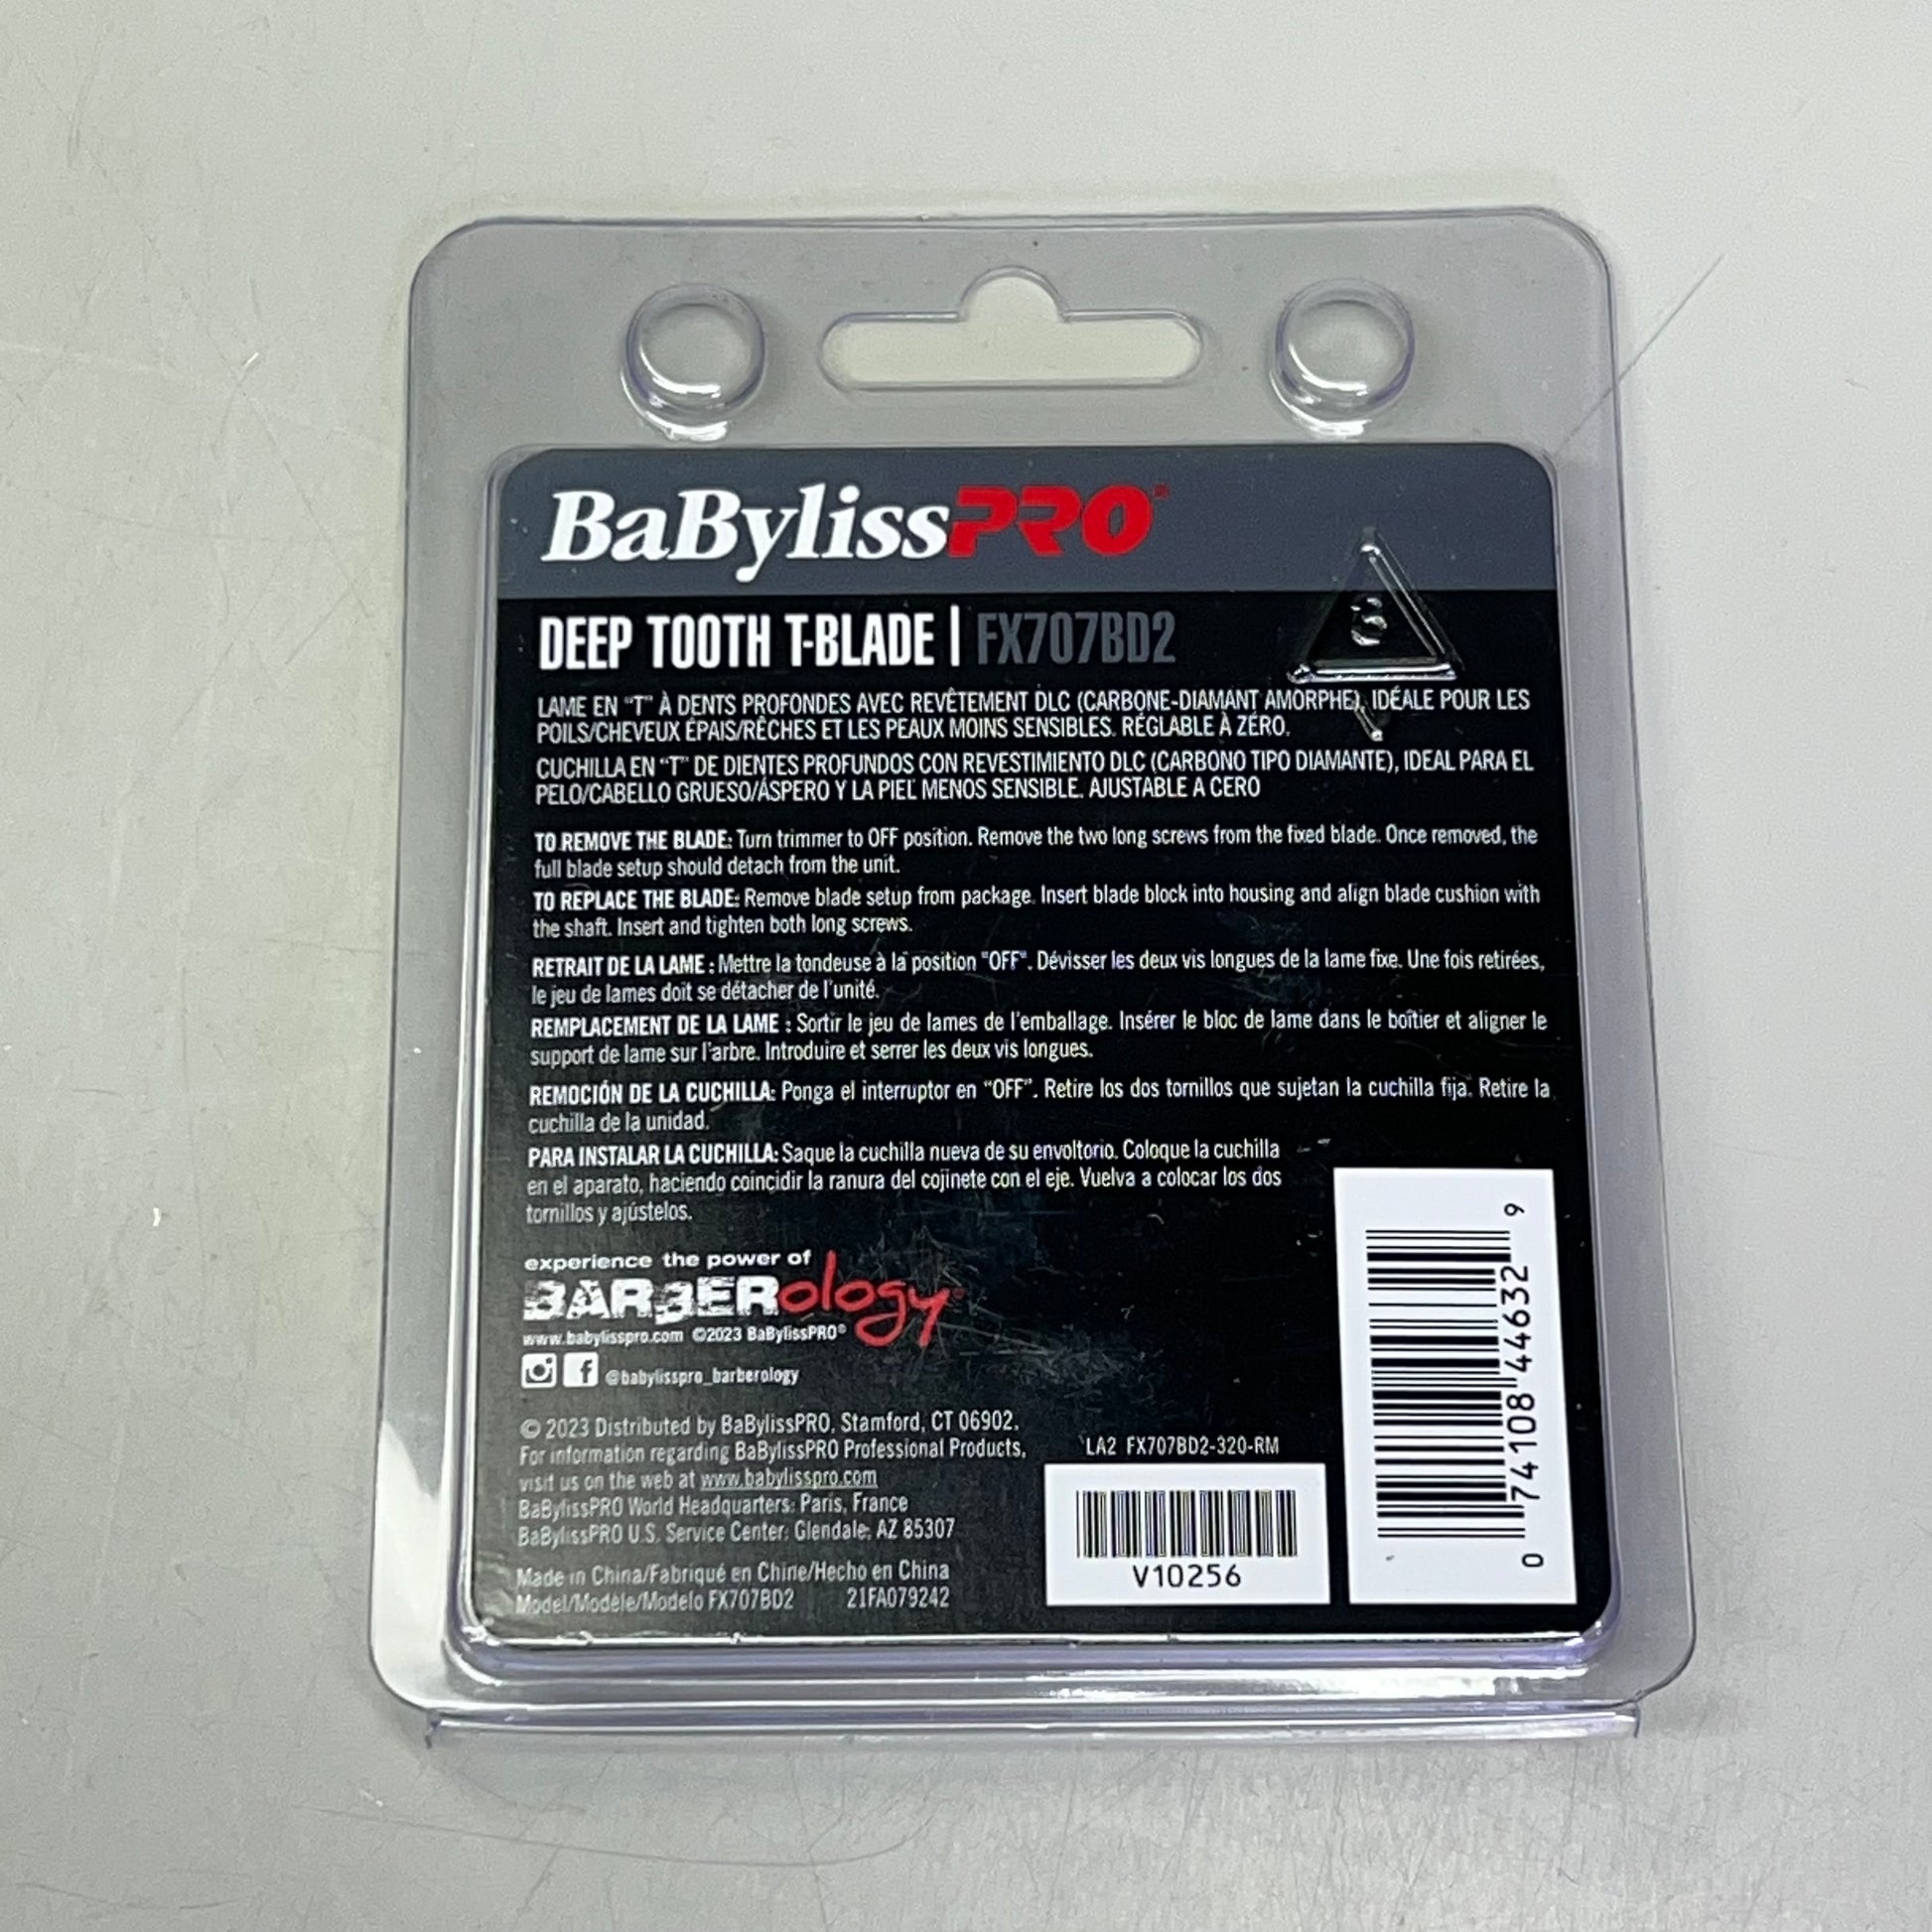 BaBylissPRO®
DEEP TOOTH T-BLADE | FX707BD2
LAME EN “T” À DENTS PROFONDES AVEC REVÊTEMENT DLC (CARBONE-DIAMANT AMORPHE), IDÉALE POUR LES
POILS/CHEVEUX ÉPAIS/RÊCHES ET LES PEAUX MOINS SENSIBLES. RÉGLABLE À ZÉRO.
CUCHILLA EN “T” DE DIENTES PROFUNDOS CON REVESTIMIENTO DLC (CARBONO TIPO DIAMANTE), IDEAL PARA EL
PELO/CABELLO GRUESO/ÁSPERO Y LA PIEL MENOS SENSIBLE. AJUSTABLE A CERO
TO REMOVE THE BLADE: Turn trimmer to OFF position. Remove the two long screws from the fixed blade. Once removed, the
full blade setup should detach from the unit.
TO REPLACE THE BLADE: Remove blade setup from package. Insert blade block into housing and align blade cushion with
the shaft. Insert and tighten both long screws.
RETRAIT DE LA LAME : Mettre la tondeuse à la position "OFF". Dévisser les deux vis longues de la lame fixe. Une fois retirées,
le jeu de lames doit se détacher de l'unité.
REMPLACEMENT DE LA LAME : Sortir le jeu de lames de l'emballage. Insérer le bloc de lame dans le boîtier et aligner le
support de lame sur l'arbre. Introduire et serrer les deux vis longues.
REMOCIÓN DE LA CUCHILLA: Ponga el interruptor en “OFF”. Retire los dos tornillos que sujetan la cuchilla fija. Retire la
cuchilla de la unidad.
PARA INSTALAR LA CUCHILLA: Saque la cuchilla nueva de su envoltorio. Coloque la cuchilla
en el aparato, haciendo coincidir la ranura del cojinete con el eje. Vuelva a colocar los dos
tornillos y ajústelos.
experience the power of
BARBERology
www.babylisspro.com ©2023 BaBylissPRO®
@babylisspro_barberology
© 2023 Distributed by BaBylissPRO, Stamford, CT 06902.
For information regarding BaBylissPRO Professional Products,
visit us on the web at www.babylisspro.com
BaBylissPRO World Headquarters: Paris, France
BaBylissPRO U.S. Service Center: Glendale, AZ 85307
Made in China/Fabriqué en Chine/Hecho en China
Model/Modèle/Modelo FX707BD2 21FA079242
LA2 FX707BD2-320-RM
V10256
0 74108 44632 9